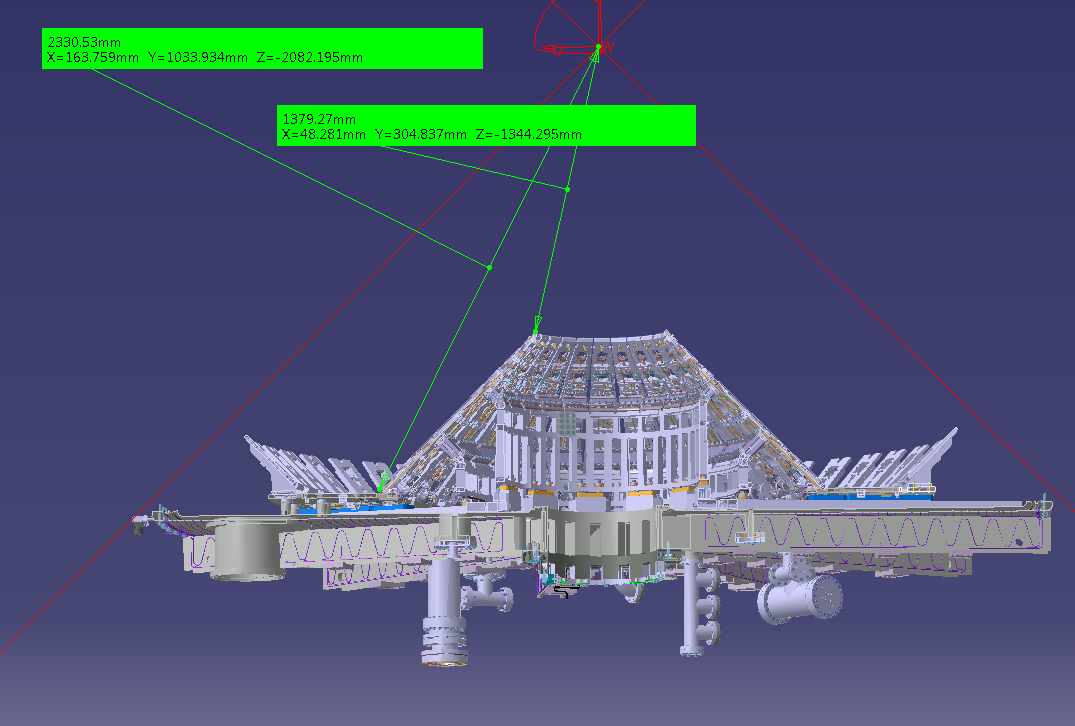 2330.53mm
X=163.759mm Y=1033.934mm Z=-2082.195mm
1379.27mm
X=48.281mm Y=304.837mm Z=-1344.295mm